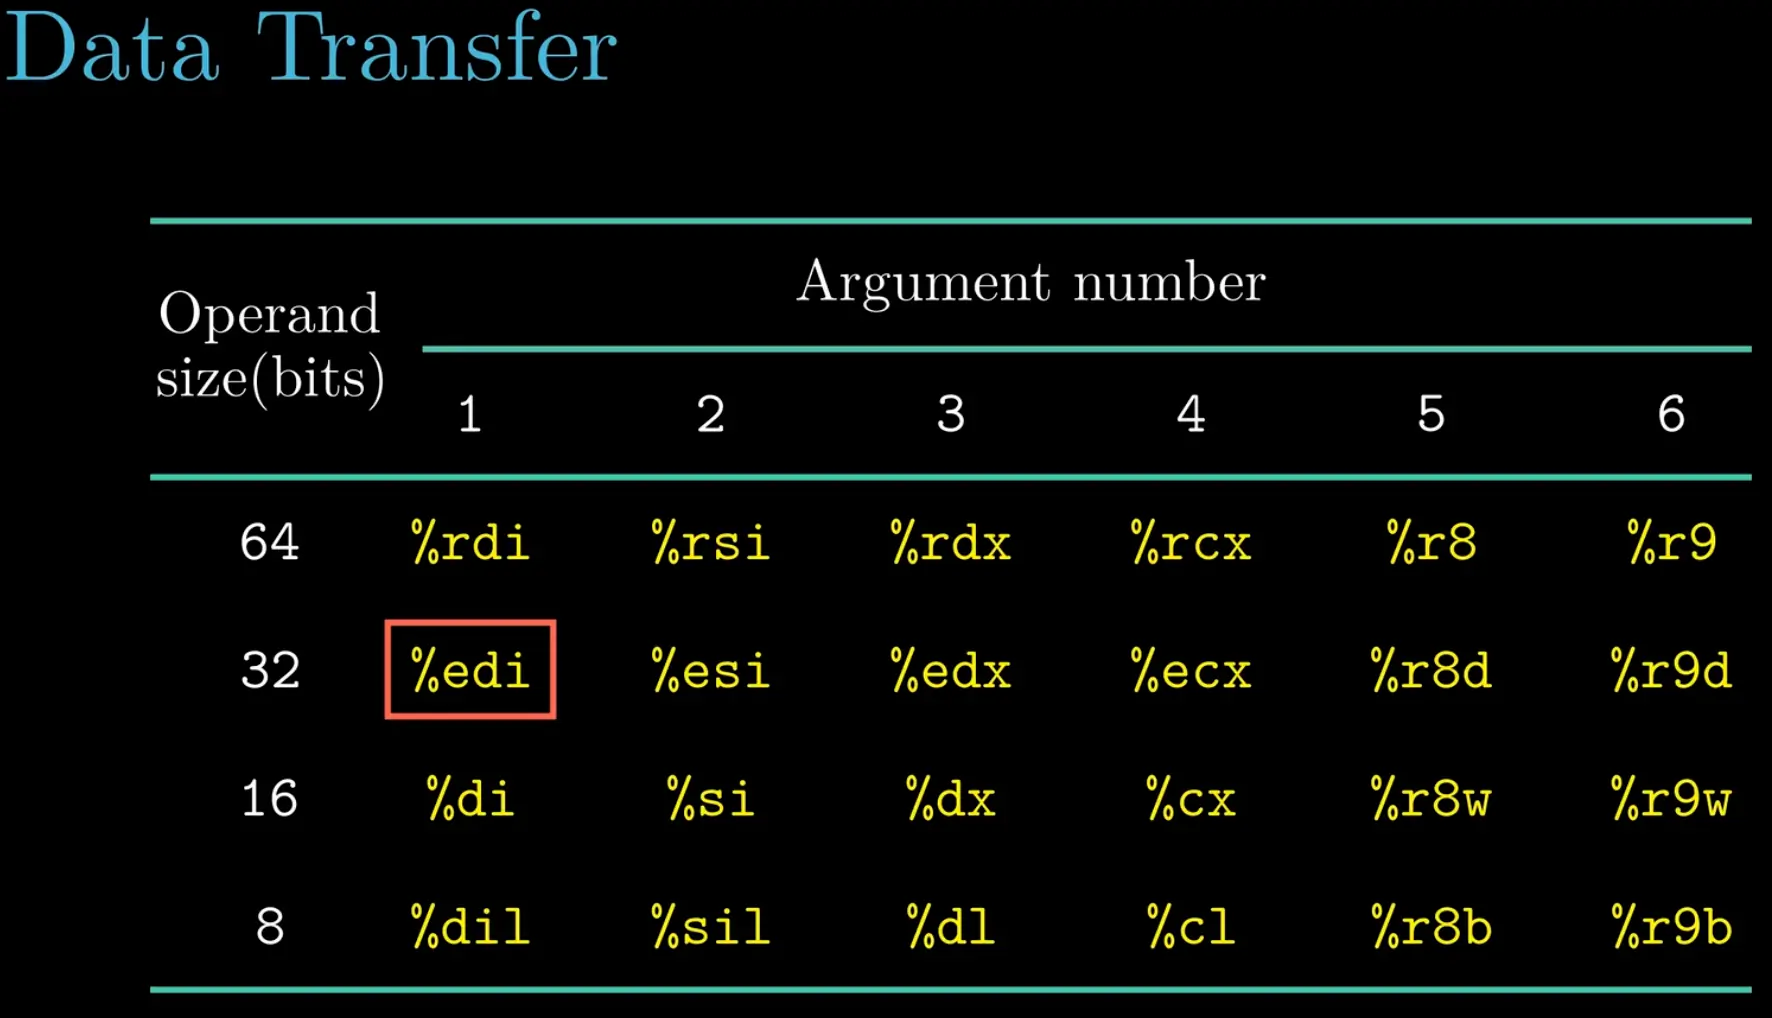 Data Transfer
Argument number
Operand
size(bits)
1 2 3 4 5 6
64 %rdi %rsi %rdx %rcx %r8 %r9
32 %edi %esi %edx %ecx %r8d %r9d
16 %di %si %dx %cx %r8w %r9w
8 %dil %sil %dl %cl %r8b %r9b